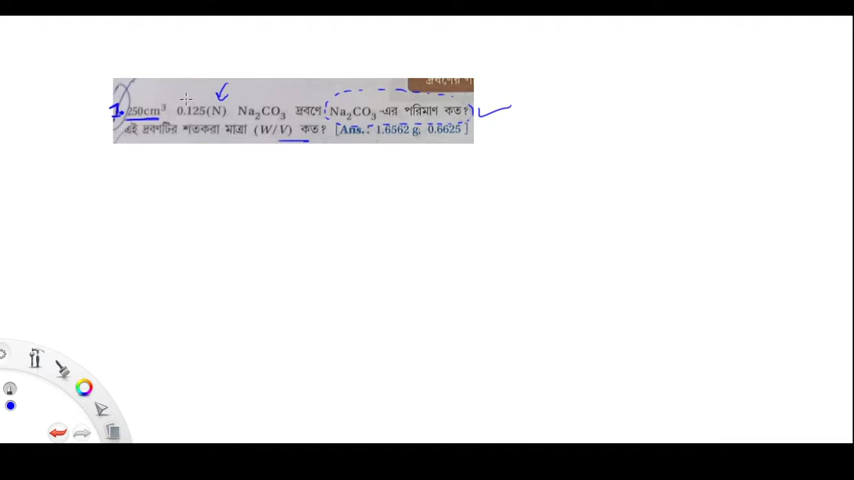 দ্রবণের প
1. 250cm³ 0.125(N) Na₂CO₃ দ্রবণে Na₂CO₃-এর পরিমাণ কত?
এই দ্রবণটির শতকরা মাত্রা (W/V) কত? [Ans.: 1.6562 g; 0.6625]